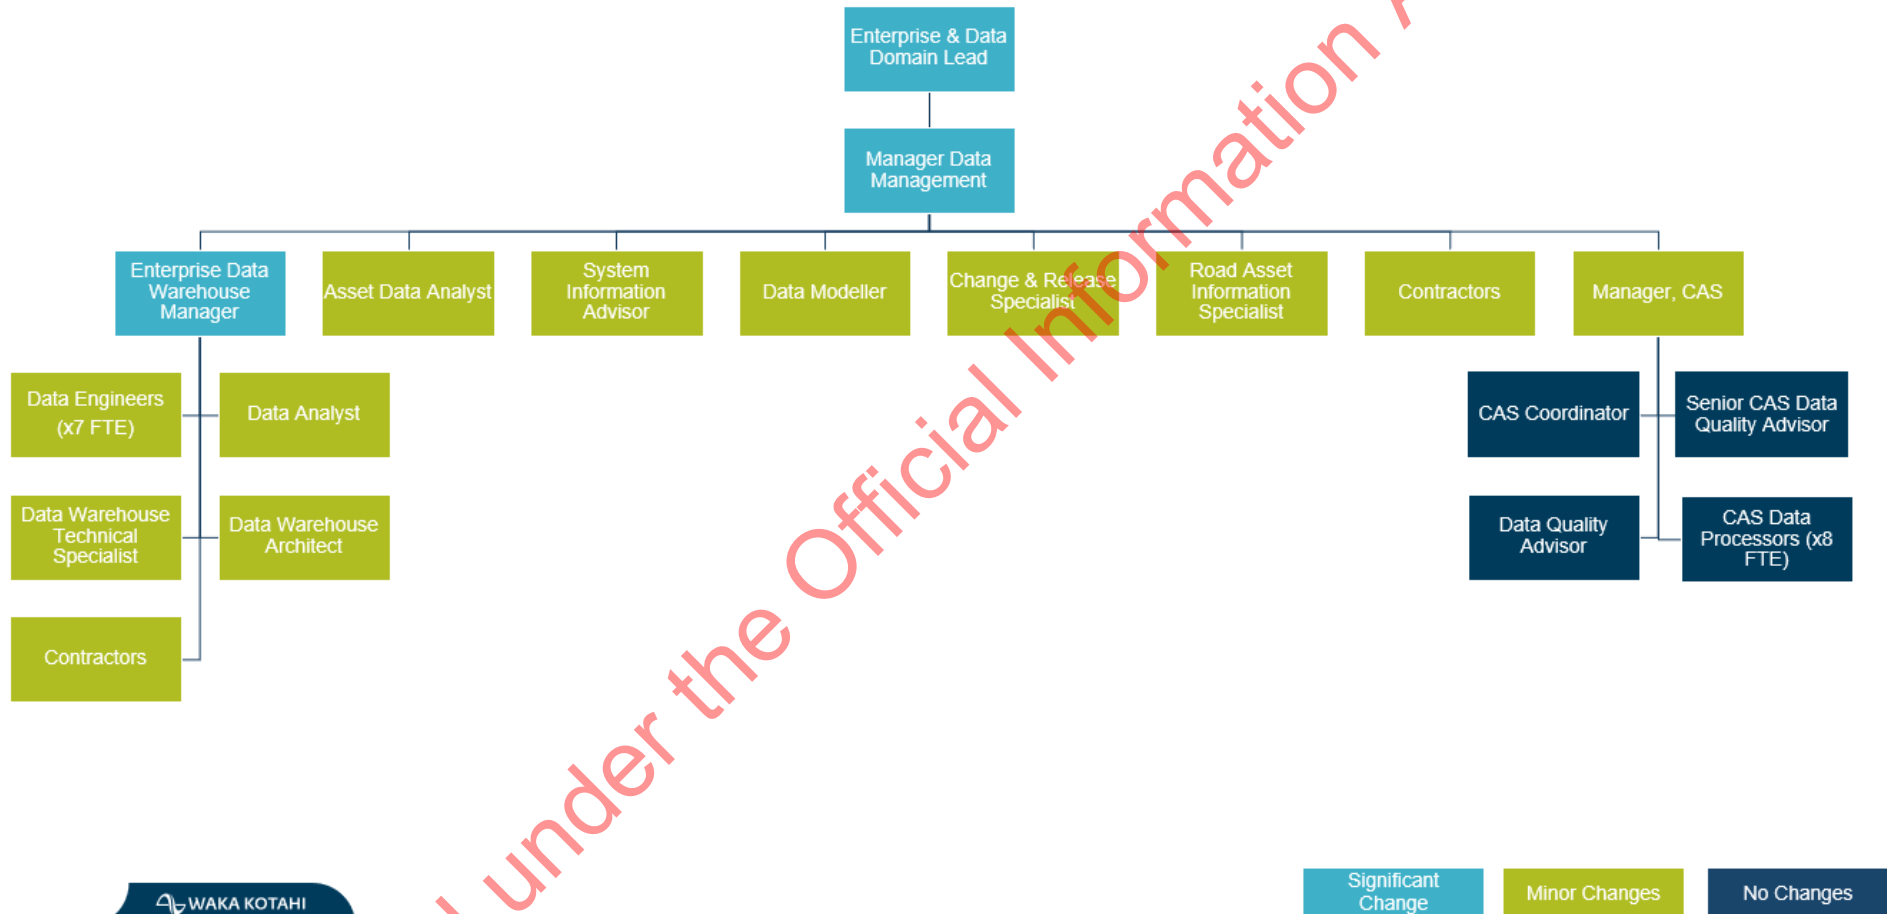 Enterprise & Data
Domain Lead
Manager Data
Management
Enterprise Data
Warehouse
Manager
Asset Data Analyst
System
Information
Advisor
Data Modeller
Change & Release
Specialist
Road Asset
Information
Specialist
Contractors
Manager, CAS
Data Engineers
(x7 FTE)
Data Analyst
CAS Coordinator
Senior CAS Data
Quality Advisor
Data Warehouse
Technical
Specialist
Data Warehouse
Architect
Data Quality
Advisor
CAS Data
Processors (x8
FTE)
Contractors
under the Official Information
WAKA KOTAHI
Significant
Change
Minor Changes
No Changes